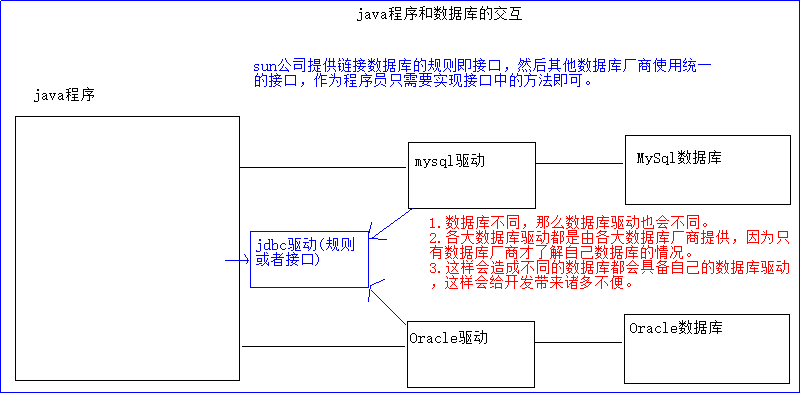 java程序和数据库的交互
sun公司提供链接数据库的规则即接口，然后其他数据库厂商使用统一
的接口，作为程序员只需要实现接口中的方法即可。
java程序
mysql驱动
MySql数据库
1.数据库不同，那么数据库驱动也会不同。
2.各大数据库驱动都是由各大数据库厂商提供，因为只
有数据库厂商才了解自己数据库的情况。
3.这样会造成不同的数据库都会具备自己的数据库驱动
，这样会给开发带来诸多不便。
jdbc驱动(规则
或者接口)
Oracle驱动
Oracle数据库